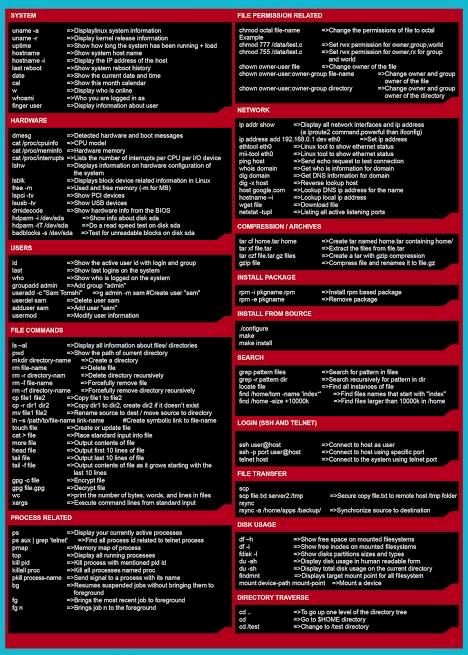 SYSTEM
uname -a =>Displaylinux system information
uname -r =>Display kernel release information
uptime =>Show how long the system has been running + load
hostname =>Show system host name
hostname -i =>Display the IP address of the host
last reboot =>Show system reboot history
date =>Show the current date and time
cal =>Show this month calendar
w =>Display who is online
whoami =>Who you are logged in as
finger user =>Display information about user
HARDWARE
dmesg =>Detected hardware and boot messages
cat /proc/cpuinfo =>CPU model
cat /proc/meminfo =>Hardware memory
cat /proc/interrupts =>Lists the number of interrupts per CPU per I/O device
lshw =>Displays information on hardware configuration of
the system
lsblk =>Displays block device related information in Linux
free -m =>Used and free memory (-m for MB)
lspci -tv =>Show PCI devices
lsusb -tv =>Show USB devices
dmidecode =>Show hardware info from the BIOS
hdparm -i /dev/sda =>Show info about disk sda
hdparm -tT /dev/sda =>Do a read speed test on disk sda
badblocks -s /dev/sda =>Test for unreadable blocks on disk sda
USERS
id =>Show the active user id with login and group
last =>Show last logins on the system
who =>Show who is logged on the system
groupadd admin =>Add group "admin"
useradd -c "Sam Tomshi" =>g admin -m sam #Create user "sam"
userdel sam =>Delete user sam
adduser sam =>Add user "sam"
usermod =>Modify user information
FILE COMMANDS
ls –al =>Display all information about files/ directories
pwd =>Show the path of current directory
mkdir directory-name =>Create a directory
rm file-name =>Delete file
rm -r directory-nam =>Delete directory recursively
rm -f file-name =>Forcefully remove file
rm -rf directory-name =>Forcefully remove directory recursively
cp file1 file2 =>Copy file1 to file2
cp -r dir1 dir2 =>Copy dir1 to dir2, create dir2 if it doesn't exist
mv file1 file2 =>Rename source to dest / move source to directory
ln –s /path/to/file-name link-name #Create symbolic link to file-name
touch file =>Create or update file
cat > file =>Place standard input into file
more file =>Output contents of file
head file =>Output first 10 lines of file
tail file =>Output last 10 lines of file
tail -f file =>Output contents of file as it grows starting with the
last 10 lines
gpg -c file =>Encrypt file
gpg file.gpg =>Decrypt file
wc =>print the number of bytes, words, and lines in files
xargs =>Execute command lines from standard input
PROCESS RELATED
ps =>Display your currently active processes
ps aux | grep 'telnet' =>Find all process id related to telnet process
pmap =>Memory map of process
top =>Display all running processes
kill pid =>Kill process with mentioned pid id
killall proc =>Kill all processes named proc
pkill process-name =>Send signal to a process with its name
bg =>Resumes suspended jobs without bringing them to
foreground
fg =>Brings the most recent job to foreground
fg n =>Brings job n to the foreground
FILE PERMISSION RELATED
chmod octal file-name =>Change the permissions of file to octal
Example
chmod 777 /data/test.c =>Set rwx permission for owner,group,world
chmod 755 /data/test.c =>Set rwx permission for owner,rx for group
and world
chown owner-user file =>Change owner of the file
chown owner-user:owner-group file-name =>Change owner and group
owner of the file
chown owner-user:owner-group directory =>Change owner and group
owner of the directory
NETWORK
ip addr show =>Display all network interfaces and ip address
(a iproute2 command,powerful than ifconfig)
ip address add 192.168.0.1 dev eth0 =>Set ip address
ethtool eth0 =>Linux tool to show ethernet status
mii-tool eth0 =>Linux tool to show ethernet status
ping host =>Send echo request to test connection
whois domain =>Get who is information for domain
dig domain =>Get DNS information for domain
dig -x host =>Reverse lookup host
host google.com =>Lookup DNS ip address for the name
hostname –i =>Lookup local ip address
wget file =>Download file
netstat -tupl =>Listing all active listening ports
COMPRESSION / ARCHIVES
tar cf home.tar home =>Create tar named home.tar containing home/
tar xf file.tar =>Extract the files from file.tar
tar czf file.tar.gz files =>Create a tar with gzip compression
gzip file =>Compress file and renames it to file.gz
INSTALL PACKAGE
rpm -i pkgname.rpm =>Install rpm based package
rpm -e pkgname =>Remove package
INSTALL FROM SOURCE
./configure
make
make install
SEARCH
grep pattern files =>Search for pattern in files
grep -r pattern dir =>Search recursively for pattern in dir
locate file =>Find all instances of file
find /home/tom -name 'index*' =>Find files names that start with "index"
find /home -size +10000k =>Find files larger than 10000k in /home
LOGIN (SSH AND TELNET)
ssh user@host =>Connect to host as user
ssh -p port user@host =>Connect to host using specific port
telnet host =>Connect to the system using telnet port
FILE TRANSFER
scp
scp file.txt server2:/tmp =>Secure copy file.txt to remote host /tmp folder
rsync
rsync -a /home/apps /backup/ =>Synchronize source to destination
DISK USAGE
df –h =>Show free space on mounted filesystems
df -i =>Show free inodes on mounted filesystems
fdisk -l =>Show disks partitions sizes and types
du -ah =>Display disk usage in human readable form
du -sh =>Display total disk usage on the current directory
findmnt =>Displays target mount point for all filesystem
mount device-path mount-point =>Mount a device
DIRECTORY TRAVERSE
cd .. =>To go up one level of the directory tree
cd =>Go to $HOME directory
cd /test =>Change to /test directory